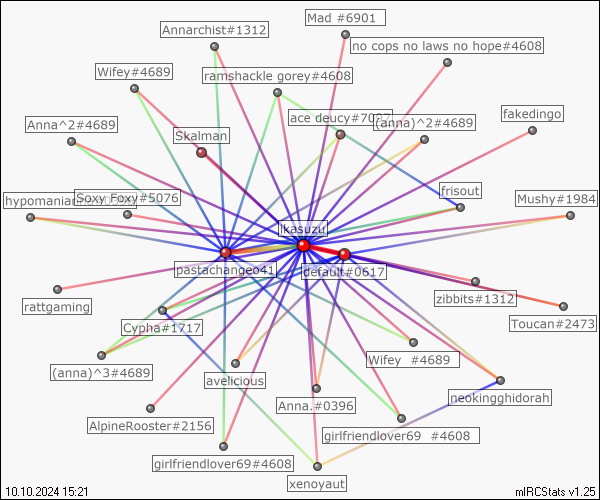 Mad #6901
Annarchist#1312
no cops no laws no hope#4608
Wifey#4689
ramshackle gorey#4608
fakedingo
ace deucy#7027
(anna)^2#4689
Anna^2#4689
Skalman
frisout
Soxy Foxy#5076
Mushy#1984
hypomanian
lkasuzu
pastachangeo41
default#0617
zibbits#1312
rattgaming
Toucan#2473
Cypha#1717
Wifey #4689
(anna)^3#4689
avelicious
neokingghidorah
Anna.#0396
AlpineRooster#2156
girlfriendlover69 #4608
girlfriendlover69#4608
xenoyaut
10.10.2024 15:21
mIRCStats v1.25